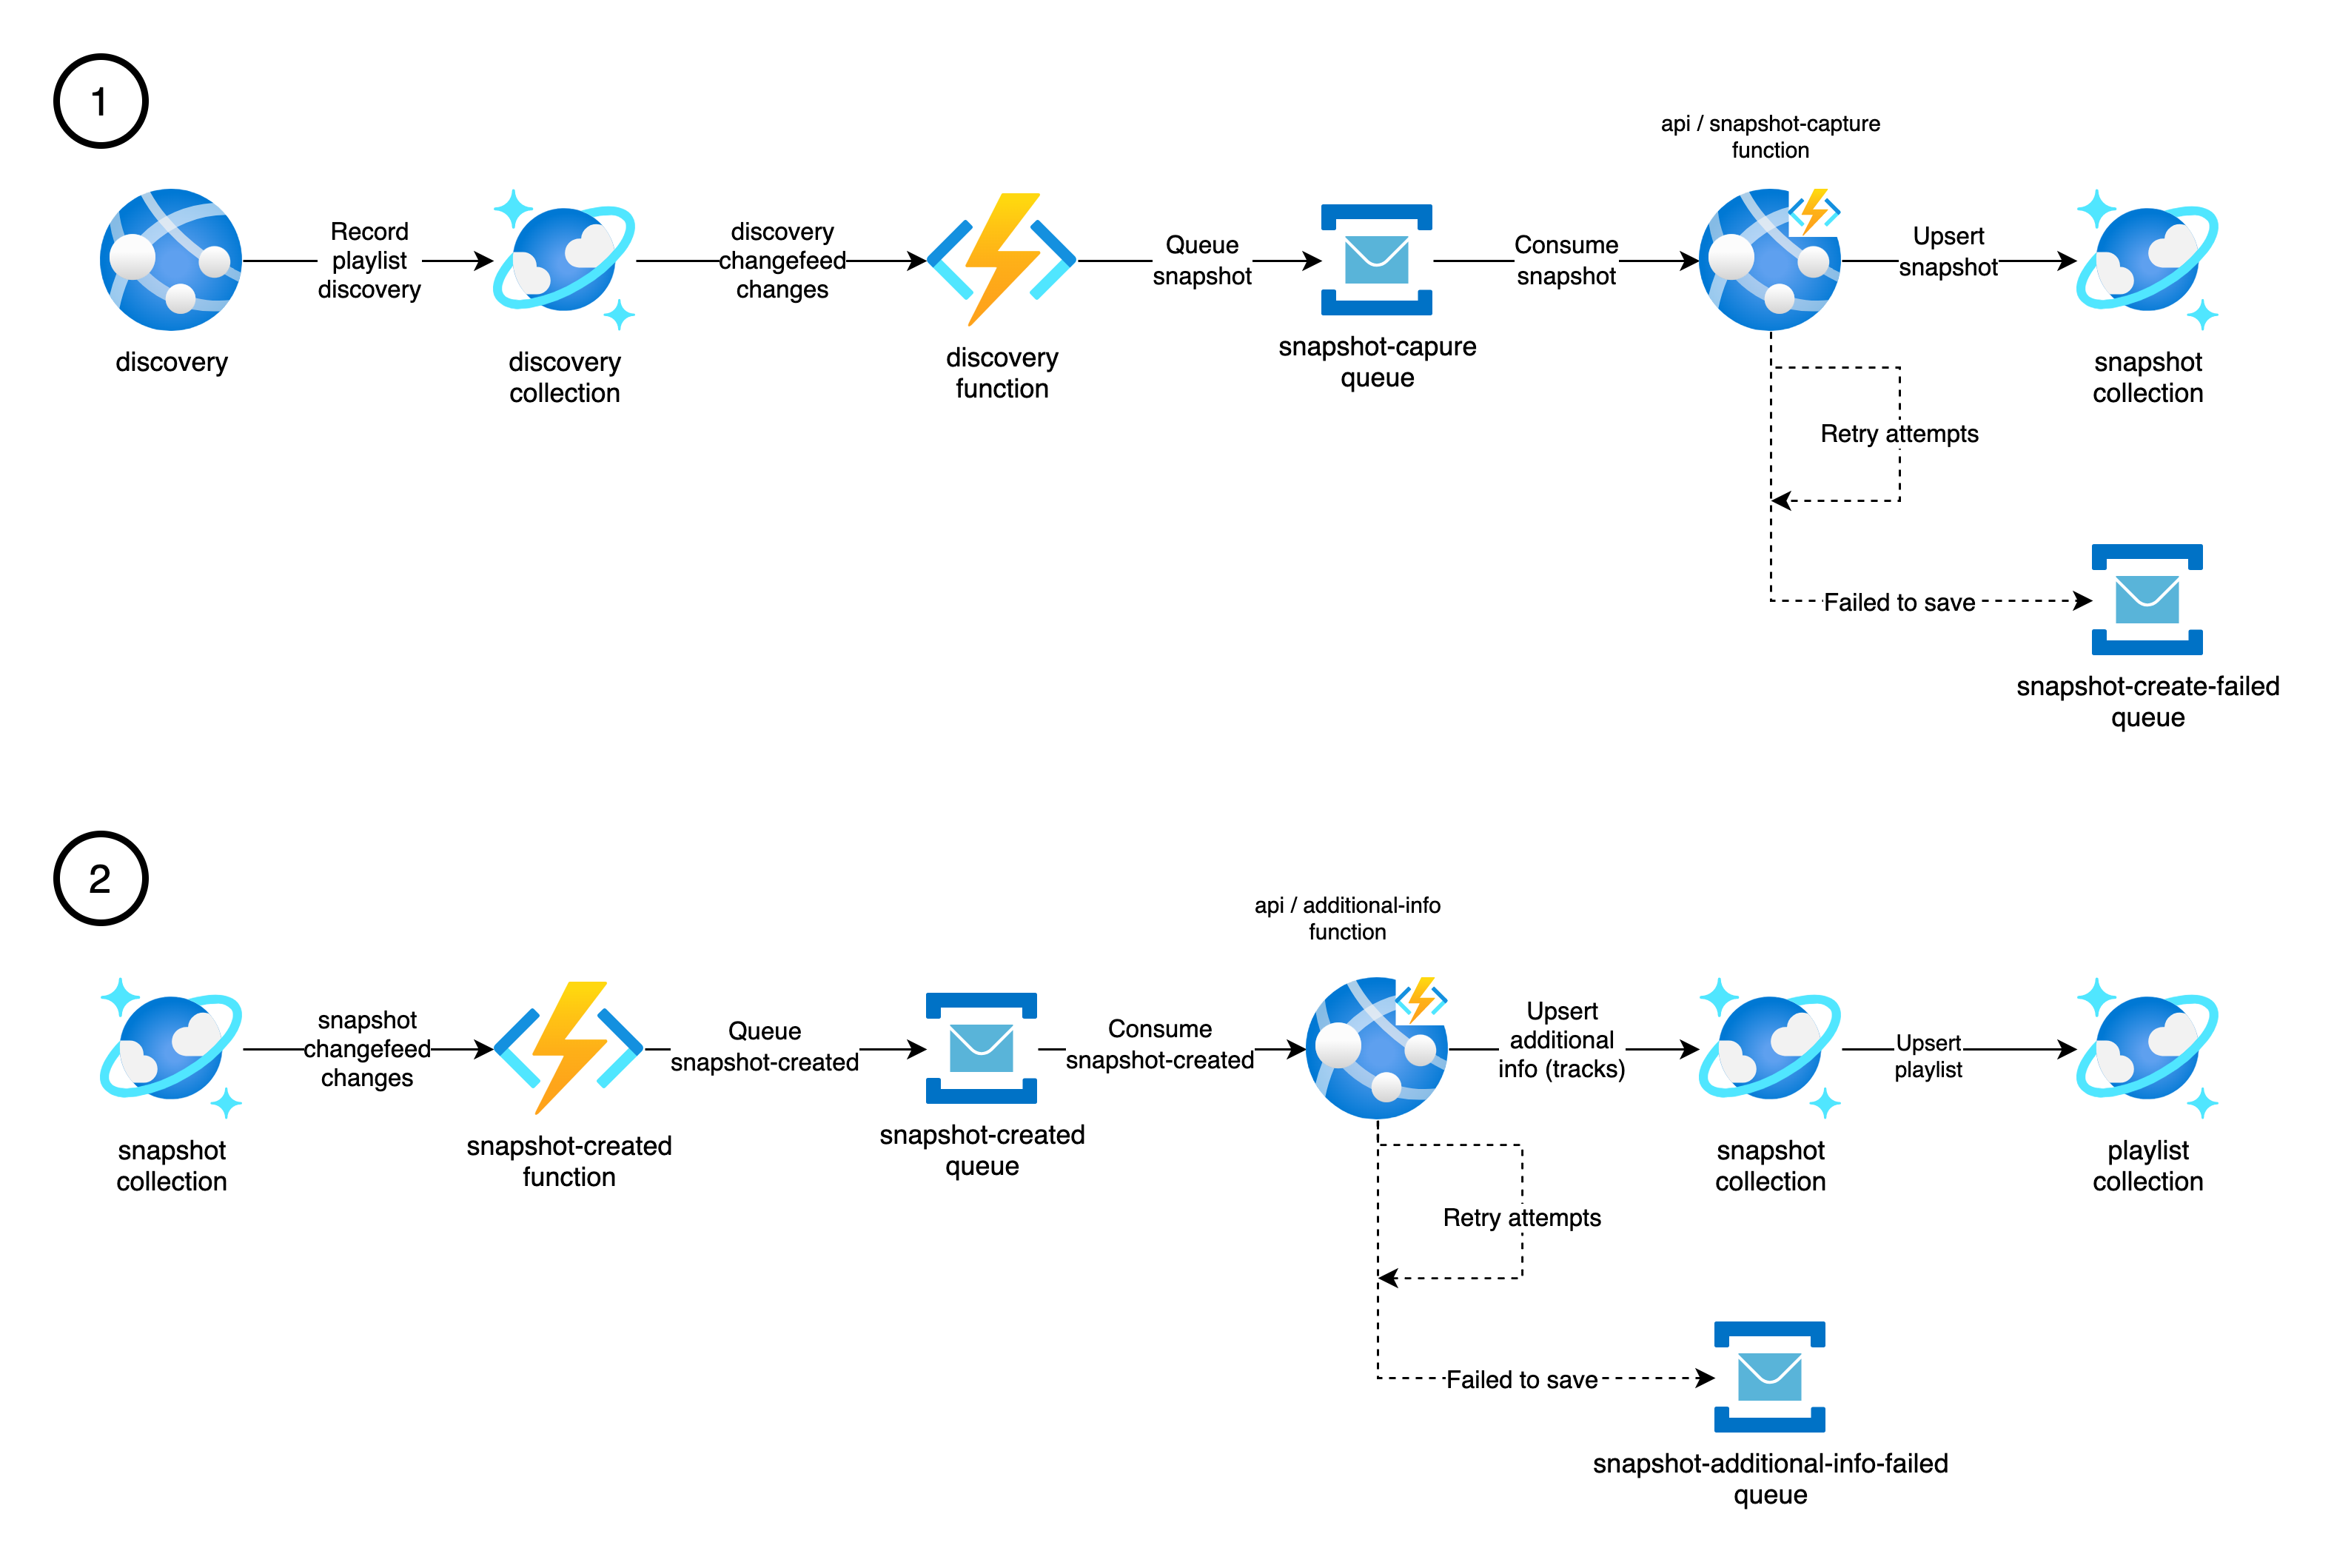 1
api / snapshot-capture
function
Record
playlist
discovery
discovery
changefeed
changes
Queue
snapshot
Consume
snapshot
Upsert
snapshot
discovery
discovery
collection
discovery
function
snapshot-capure
queue
snapshot
collection
Retry attempts
Failed to save
snapshot-create-failed
queue
2
api / additional-info
function
snapshot
changefeed
changes
Queue
snapshot-created
Consume
snapshot-created
Upsert
additional
info (tracks)
Upsert
playlist
snapshot
collection
snapshot-created
function
snapshot-created
queue
snapshot
collection
playlist
collection
Retry attempts
Failed to save
snapshot-additional-info-failed
queue